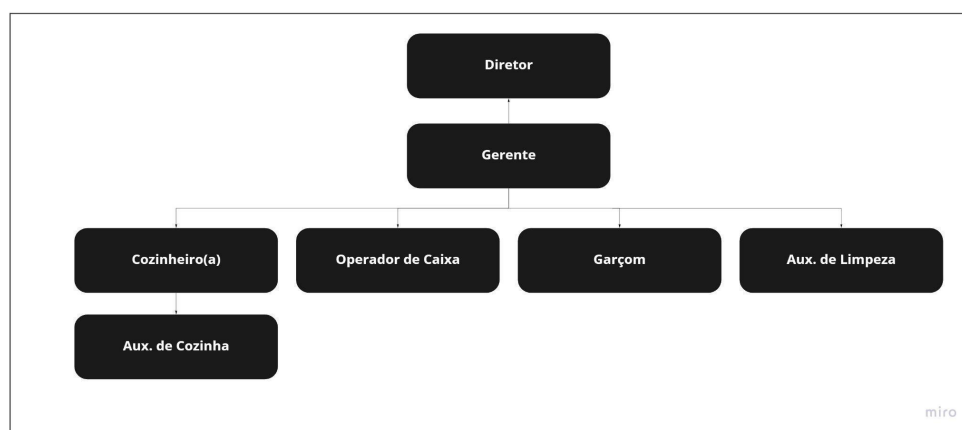 Diretor
Gerente
Cozinheiro(a)
Operador de Caixa
Garçom
Aux. de Limpeza
Aux. de Cozinha
miro